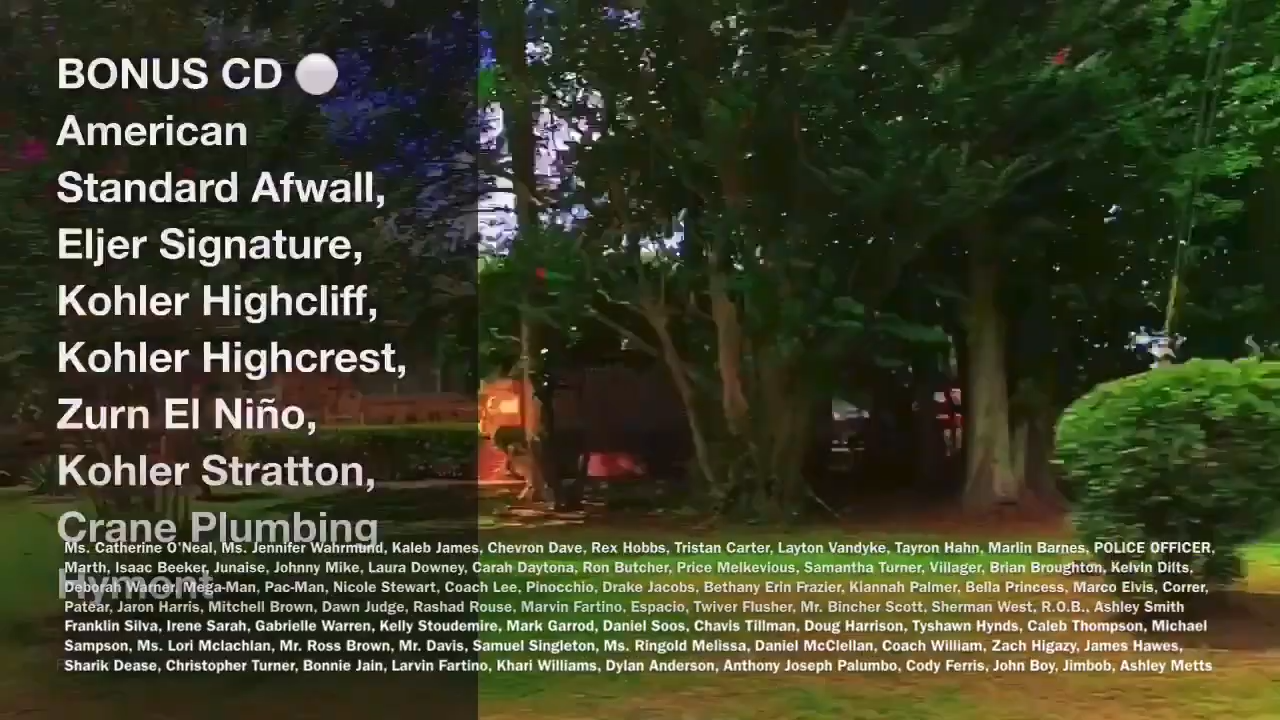 BONUS CD
American
Standard Afwall,
Eljer Signature,
Kohler Highcliff,
Kohler Highcrest,
Zurn El Niño,
Kohler Stratton,
Crane Plumbing
Hymont
Ms. Catherine O'Neal, Ms. Jennifer Wahrmund, Kaleb James, Chevron Dave, Rex Hobbs, Tristan Carter, Layton Vandyke, Tayron Hahn, Marlin Barnes, POLICE OFFICER,
Marth, Isaac Beeker, Junaise, Johnny Mike, Laura Downey, Carah Daytona, Ron Butcher, Price Melkevious, Samantha Turner, Villager, Brian Broughton, Kelvin Dilts,
Deborah Warner, Mega-Man, Pac-Man, Nicole Stewart, Coach Lee, Pinocchio, Drake Jacobs, Bethany Erin Frazier, Kiannah Palmer, Bella Princess, Marco Elvis, Correr,
Patear, Jaron Harris, Mitchell Brown, Dawn Judge, Rashad Rouse, Marvin Fartino, Espacio, Twiver Flusher, Mr. Bincher Scott, Sherman West, R.O.B., Ashley Smith
Franklin Silva, Irene Sarah, Gabrielle Warren, Kelly Stoudemire, Mark Garrod, Daniel Soos, Chavis Tillman, Doug Harrison, Tyshawn Hynds, Caleb Thompson, Michael
Sampson, Ms. Lori Mclachlan, Mr. Ross Brown, Mr. Davis, Samuel Singleton, Ms. Ringold Melissa, Daniel McClellan, Coach William, Zach Higazy, James Hawes,
Sharik Dease, Christopher Turner, Bonnie Jain, Larvin Fartino, Khari Williams, Dylan Anderson, Anthony Joseph Palumbo, Cody Ferris, John Boy, Jimbob, Ashley Metts